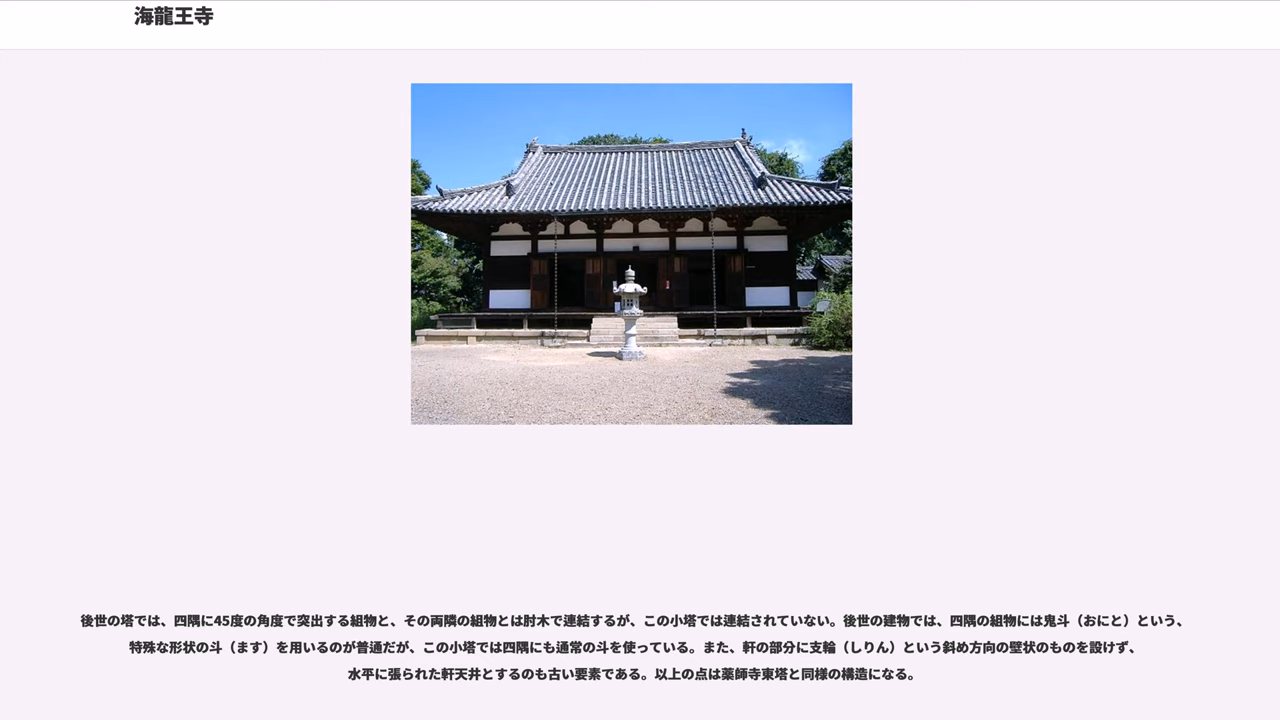 海龍王寺
後世の塔では、四隅に45度の角度で突出する組物と、その両隣の組物とは肘木で連結するが、この小塔では連結されていない。後世の建物では、四隅の組物には鬼斗（おにと）という、
特殊な形状の斗（ます）を用いるのが普通だが、この小塔では四隅にも通常の斗を使っている。また、軒の部分に支輪（しりん）という斜め方向の壁状のものを設けず、
水平に張られた軒天井とするのも古い要素である。以上の点は薬師寺東塔と同様の構造になる。